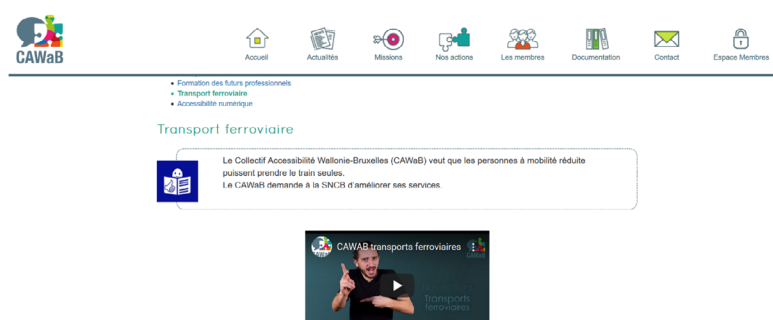 CAWaB
Accueil
Actualités
Missions
Nos actions
Les membres
Documentation
Contact
Espace Membres
Formation des futurs professionnels
Transport ferroviaire
Accessibilité numérique
Transport ferroviaire
Le Collectif Accessibilité Wallonie-Bruxelles (CAWaB) veut que les personnes à mobilité réduite
puissent prendre le train seules.
Le CAWaB demande à la SNCB d'améliorer ses services.
CAWAB transports ferroviaires
CAWaB
Transports
ferroviaires